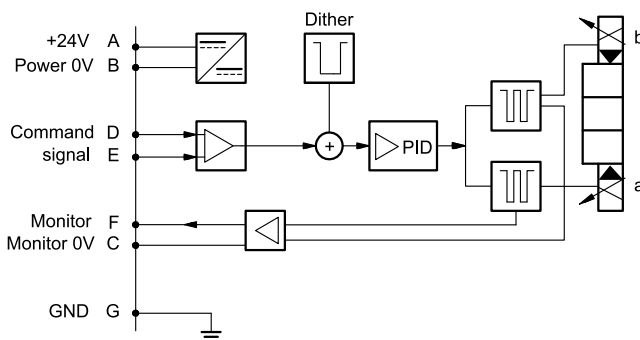 Dither
+24V A
Power 0V B
b
Command D
signal E
+
PID
a
Monitor F
Monitor 0V C
GND G